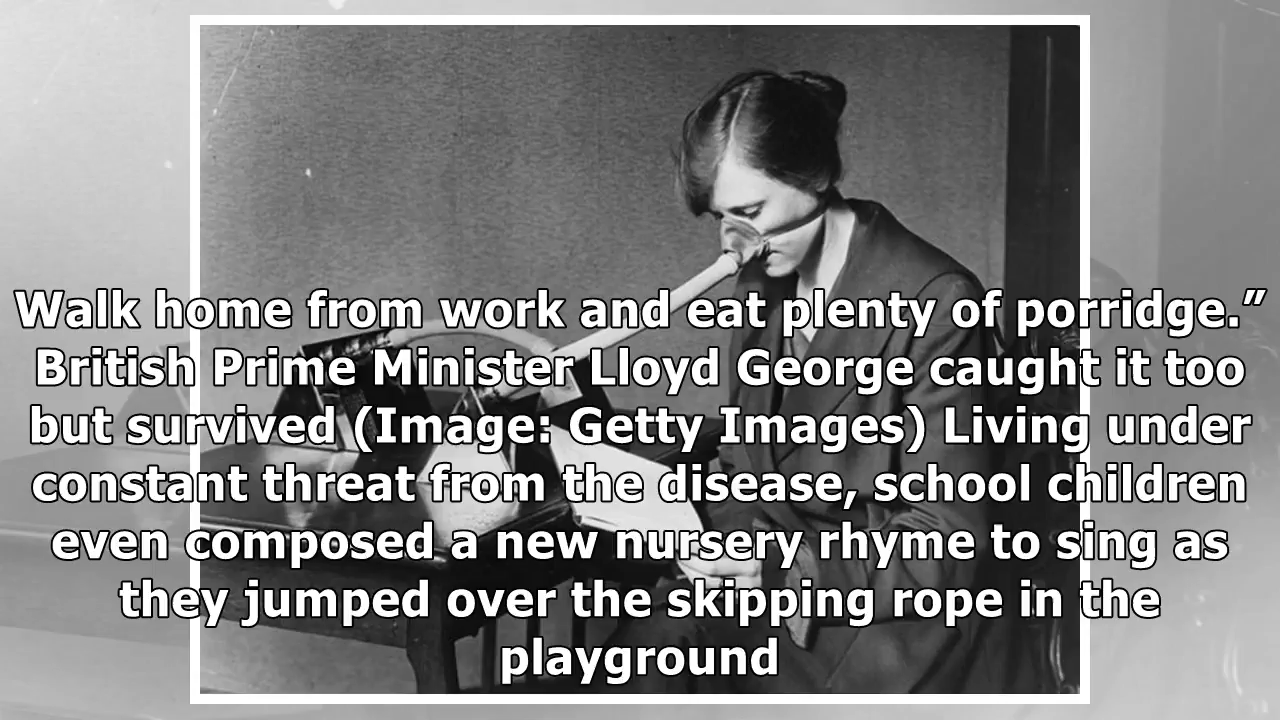 Walk home from work and eat plenty of porridge.”
British Prime Minister Lloyd George caught it too
but survived (Image: Getty Images) Living under
constant threat from the disease, school children
even composed a new nursery rhyme to sing as
they jumped over the skipping rope in the
playground